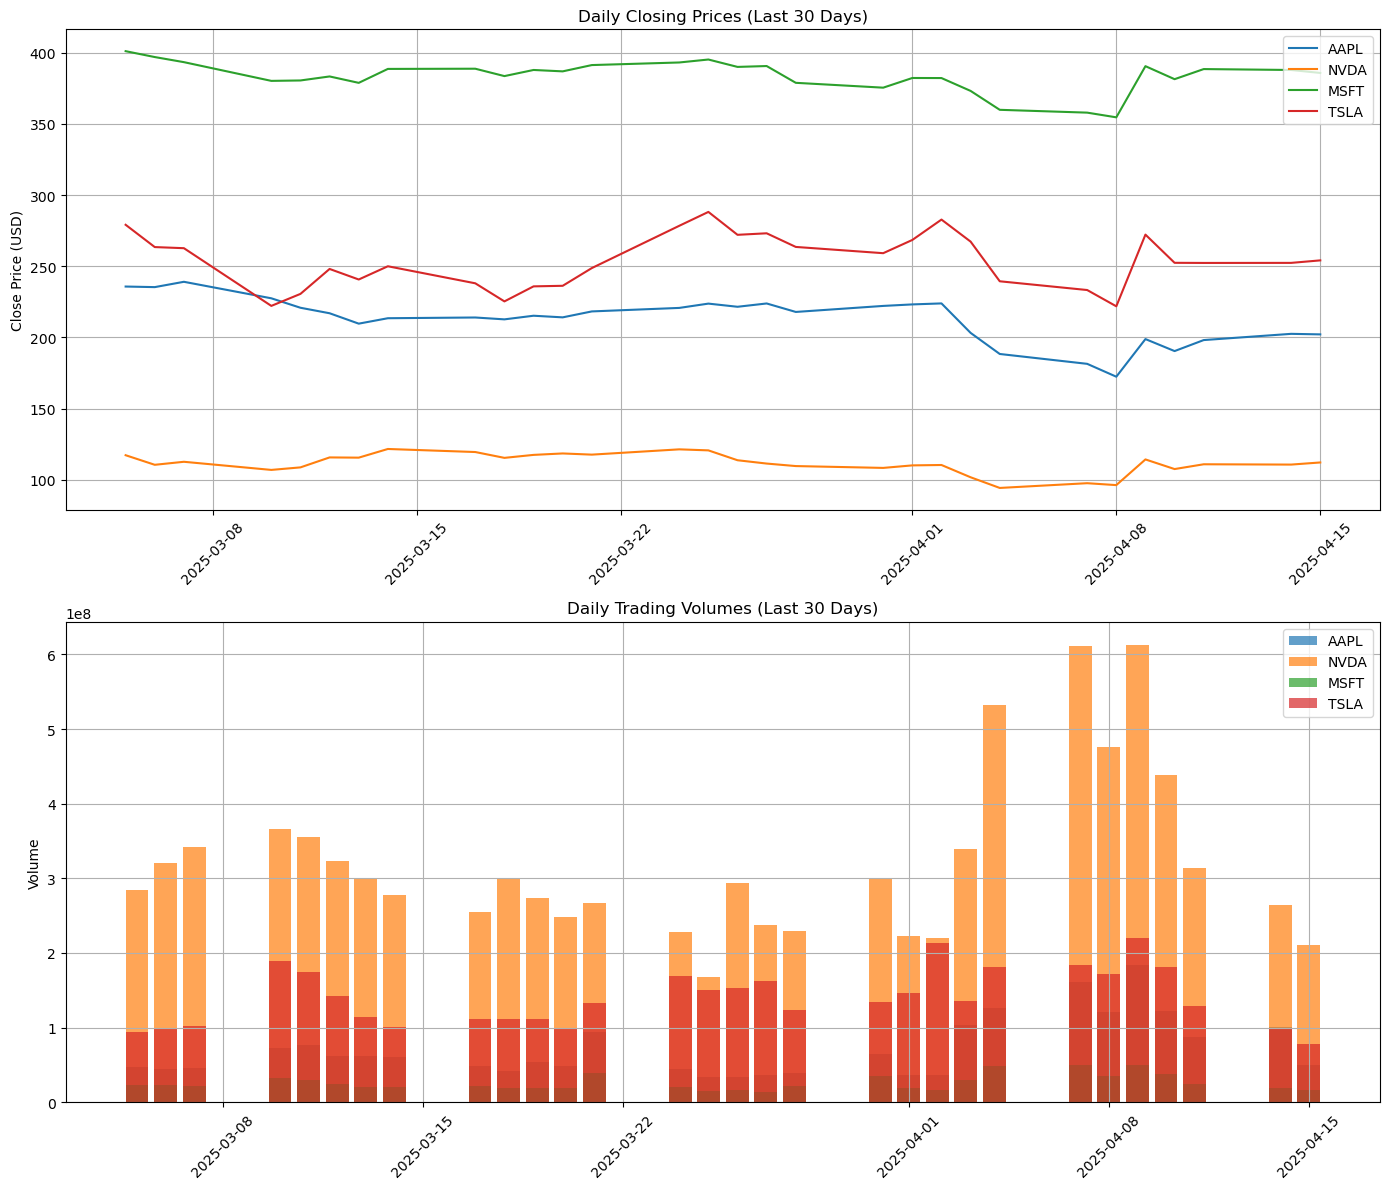 Daily Closing Prices (Last 30 Days)
400
350
300
250
200
150
100
Close Price (USD)
AAPL
NVDA
MSFT
TSLA
2025-03-08
2025-03-15
2025-03-22
2025-04-01
2025-04-08
2025-04-15
Daily Trading Volumes (Last 30 Days)
1e8
6
5
4
3
2
1
0
Volume
AAPL
NVDA
MSFT
TSLA
2025-03-08
2025-03-15
2025-03-22
2025-04-01
2025-04-08
2025-04-15